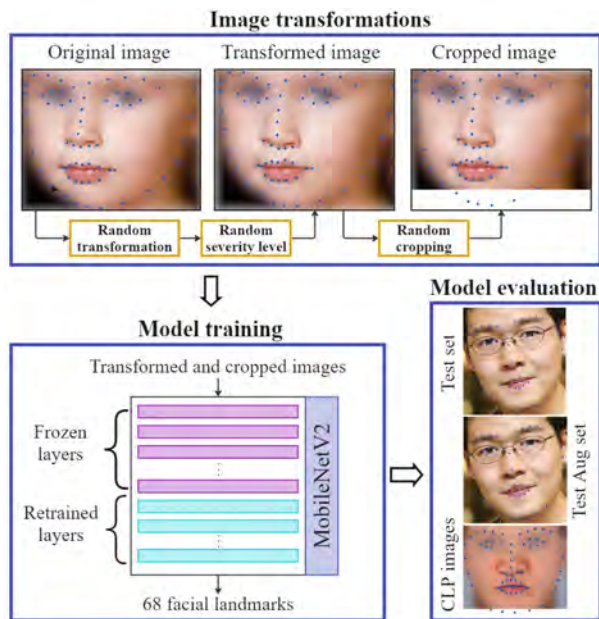 Image transformations
Original image
Transformed image
Cropped image
Random
transformation
Random
severity level
Random
cropping
Model training
Transformed and cropped images
Frozen
layers
Retrained
layers
MobileNetV2
68 facial landmarks
Model evaluation
Test set
Test Aug set
CLP images